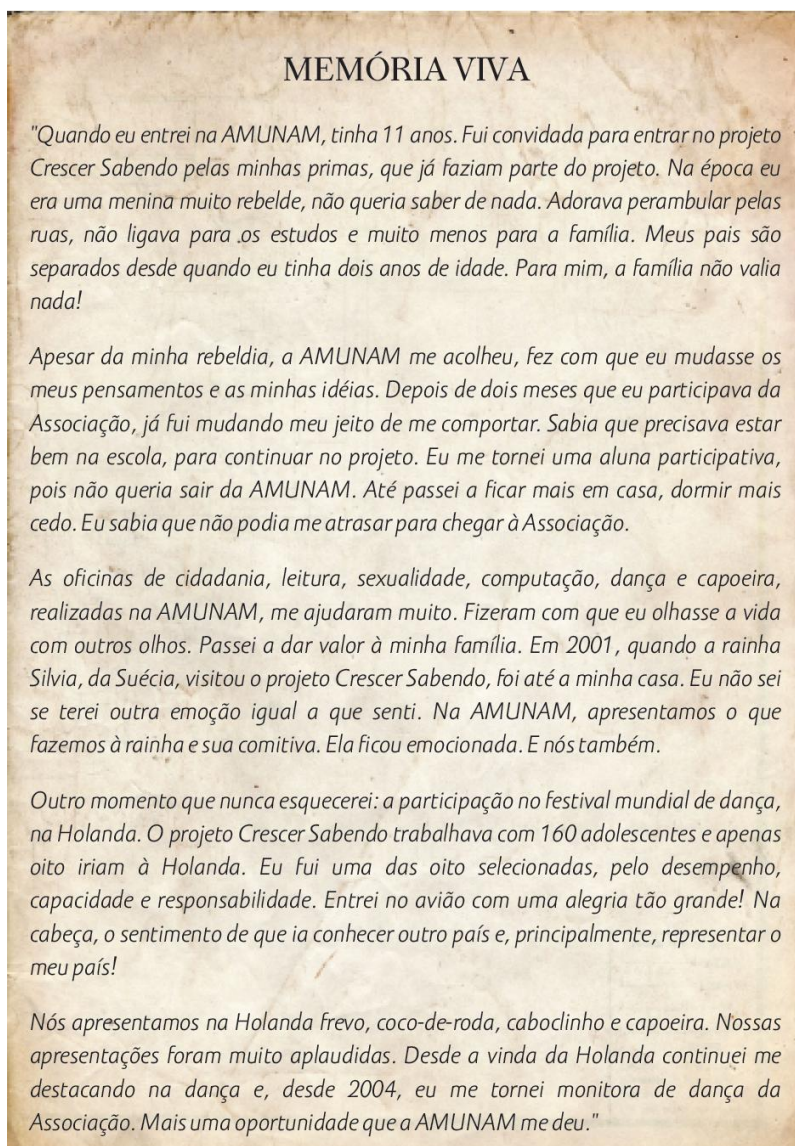 MEMÓRIA VIVA
"Quando eu entrei na AMUNAM, tinha 11 anos. Fui convidada para entrar no projeto
Crescer Sabendo pelas minhas primas, que já faziam parte do projeto. Na época eu
era uma menina muito rebelde, não queria saber de nada. Adorava perambular pelas
ruas, não ligava para os estudos e muito menos para a família. Meus pais são
separados desde quando eu tinha dois anos de idade. Para mim, a família não valia
nada!
Apesar da minha rebeldia, a AMUNAM me acolheu, fez com que eu mudasse os
meus pensamentos e as minhas idéias. Depois de dois meses que eu participava da
Associação, já fui mudando meu jeito de me comportar. Sabia que precisava estar
bem na escola, para continuar no projeto. Eu me tornei uma aluna participativa,
pois não queria sair da AMUNAM. Até passei a ficar mais em casa, dormir mais
cedo. Eu sabia que não podia me atrasar para chegar à Associação.
As oficinas de cidadania, leitura, sexualidade, computação, dança e capoeira,
realizadas na AMUNAM, me ajudaram muito. Fizeram com que eu olhasse a vida
com outros olhos. Passei a dar valor à minha família. Em 2001, quando a rainha
Silvia, da Suécia, visitou o projeto Crescer Sabendo, foi até a minha casa. Eu não sei
se terei outra emoção igual a que senti. Na AMUNAM, apresentamos o que
fazemos à rainha e sua comitiva. Ela ficou emocionada. E nós também.
Outro momento que nunca esquecerei: a participação no festival mundial de dança,
na Holanda. O projeto Crescer Sabendo trabalhava com 160 adolescentes e apenas
oito iriam à Holanda. Eu fui uma das oito selecionadas, pelo desempenho,
capacidade e responsabilidade. Entrei no avião com uma alegria tão grande! Na
cabeça, o sentimento de que ia conhecer outro país e, principalmente, representar o
meu país!
Nós apresentamos na Holanda frevo, coco-de-roda, caboclinho e capoeira. Nossas
apresentações foram muito aplaudidas. Desde a vinda da Holanda continuei me
destacando na dança e, desde 2004, eu me tornei monitora de dança da
Associação. Mais uma oportunidade que a AMUNAM me deu."